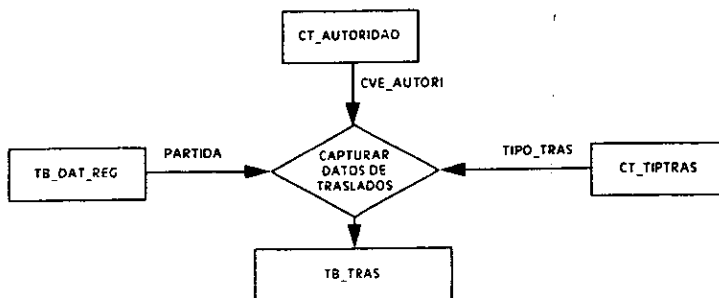 CT_AUTORIDAD
CVE_AUTORI
PARTIDA
TIPO_TRAS
TB_DAT_REG
CAPTURAR
DATOS DE
TRASLADOS
CT_TIPTRAS
TB_TRAS